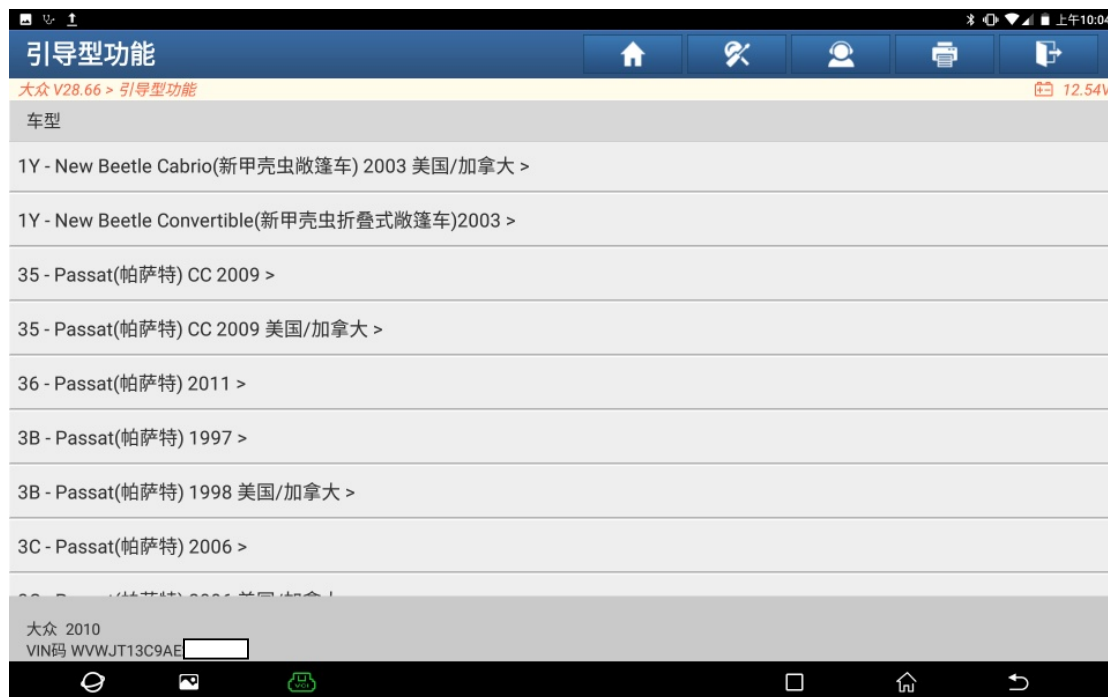 上午10:04
引导型功能
大众 V28.66 > 引导型功能
12.54V
车型
1Y - New Beetle Cabrio(新甲壳虫敞篷车) 2003 美国/加拿大 >
1Y - New Beetle Convertible(新甲壳虫折叠式敞篷车)2003 >
35 - Passat(帕萨特) CC 2009 >
35 - Passat(帕萨特) CC 2009 美国/加拿大 >
36 - Passat(帕萨特) 2011 >
3B - Passat(帕萨特) 1997 >
3B - Passat(帕萨特) 1998 美国/加拿大 >
3C - Passat(帕萨特) 2006 >
大众 2010
VIN码 WVWJT13C9AE
VCI